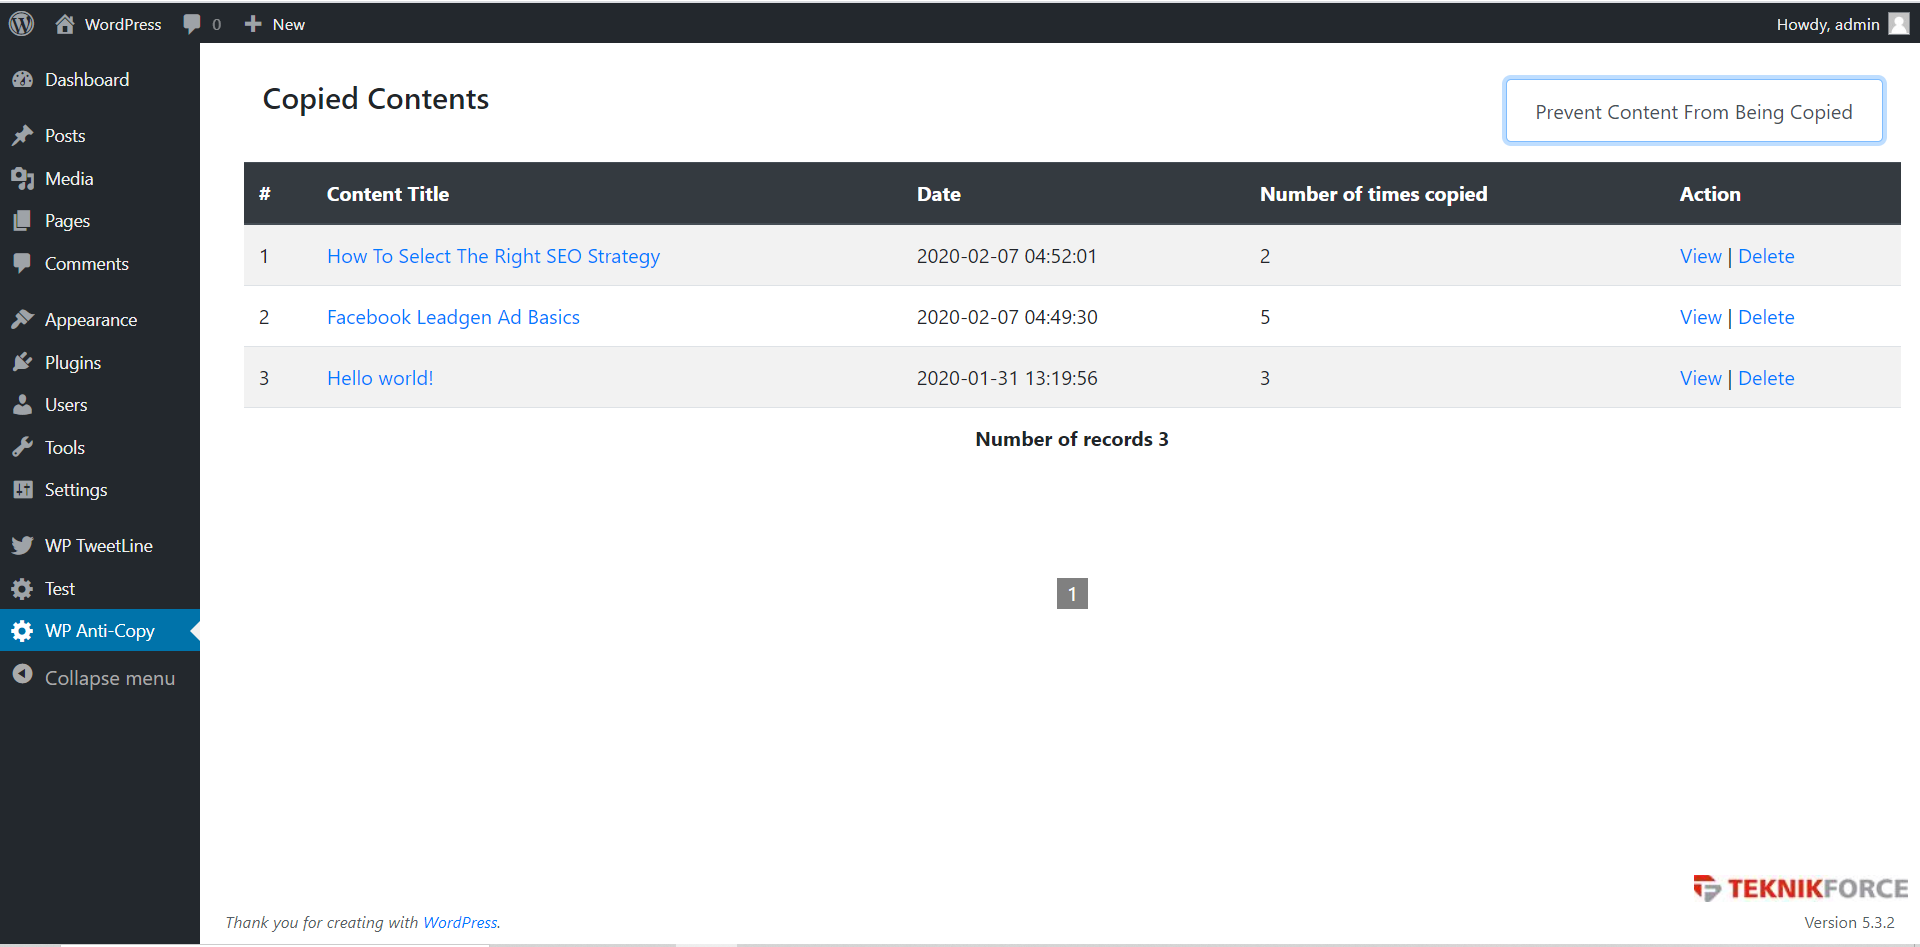 WordPress 0 New Howdy, admin
Dashboard
Posts
Media
Pages
Comments
Appearance
Plugins
Users
Tools
Settings
WP TweetLine
Test
WP Anti-Copy
Collapse menu
Copied Contents
Prevent Content From Being Copied
# Content Title Date Number of times copied Action
1 How To Select The Right SEO Strategy 2020-02-07 04:52:01 2 View | Delete
2 Facebook Leadgen Ad Basics 2020-02-07 04:49:30 5 View | Delete
3 Hello world! 2020-01-31 13:19:56 3 View | Delete
Number of records 3
1
TEKNIKFORCE
Thank you for creating with WordPress. Version 5.3.2